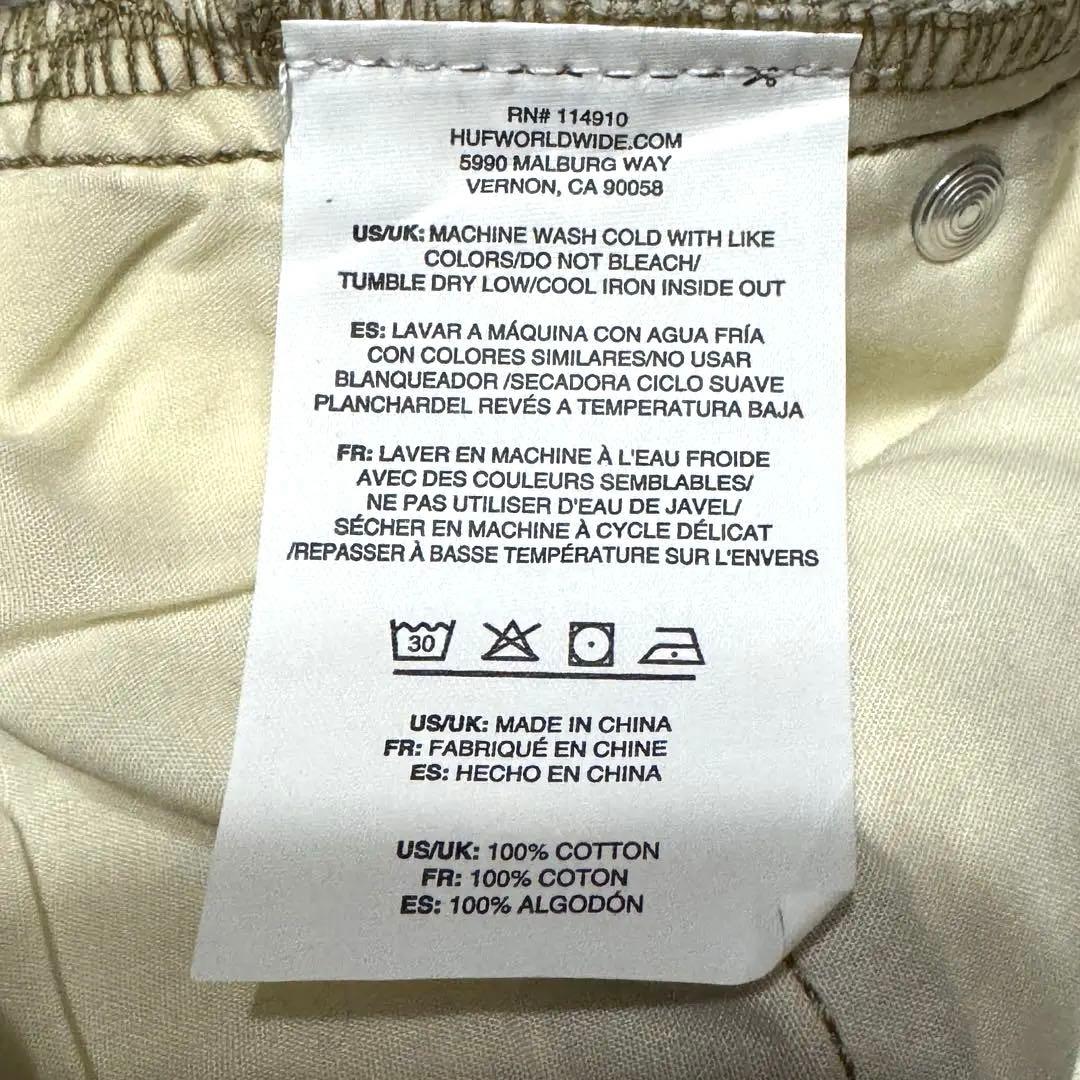 RN# 114910
HUFWORLDWIDE.COM
5990 MALBURG WAY
VERNON, CA 90058
US/UK: MACHINE WASH COLD WITH LIKE
COLORS/DO NOT BLEACH/
TUMBLE DRY LOW/COOL IRON INSIDE OUT
ES: LAVAR A MÁQUINA CON AGUA FRÍA
CON COLORES SIMILARES/NO USAR
BLANQUEADOR /SECADORA CICLO SUAVE
PLANCHARDEL REVÉS A TEMPERATURA BAJA
FR: LAVER EN MACHINE À L'EAU FROIDE
AVEC DES COULEURS SEMBLABLES/
NE PAS UTILISER D'EAU DE JAVEL/
SÉCHER EN MACHINE À CYCLE DÉLICAT
/REPASSER À BASSE TEMPÉRATURE SUR L'ENVERS
30
US/UK: MADE IN CHINA
FR: FABRIQUÉ EN CHINE
ES: HECHO EN CHINA
US/UK: 100% COTTON
FR: 100% COTON
ES: 100% ALGODÓN